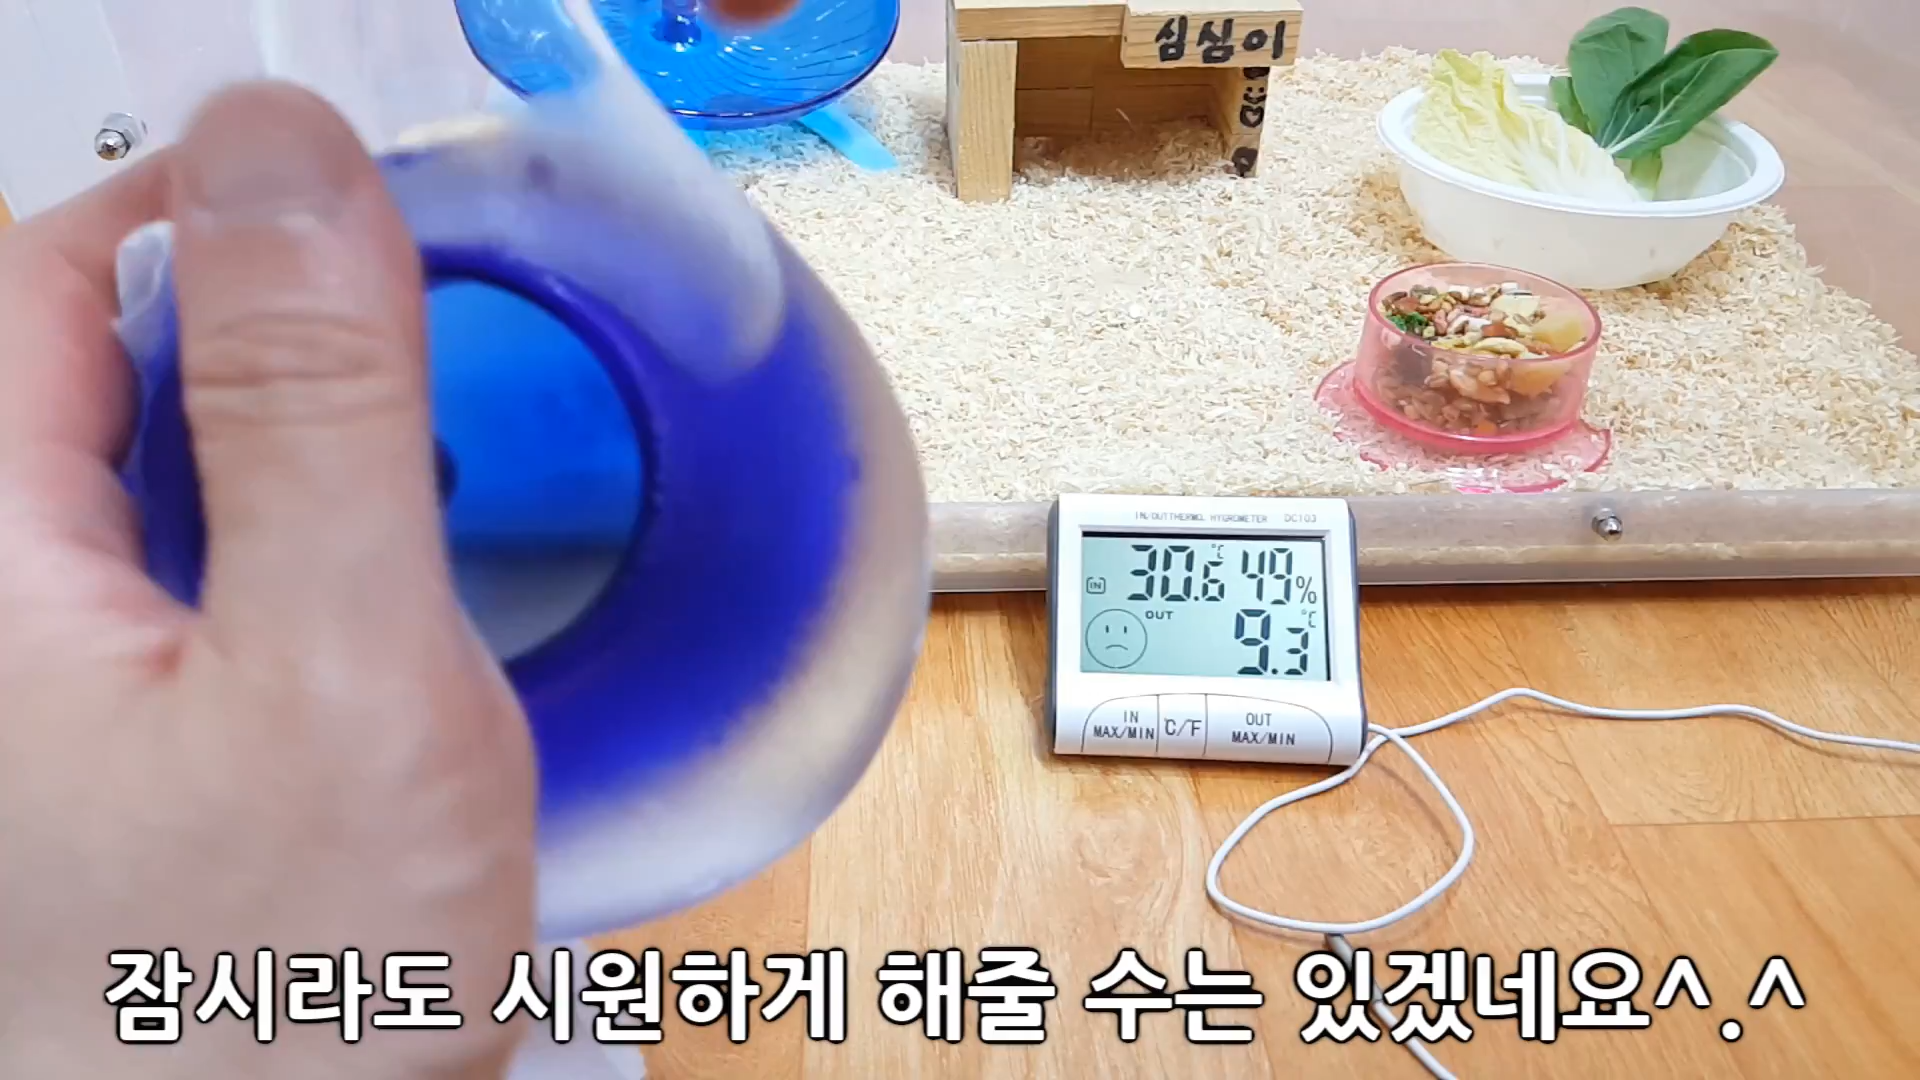 심심이
IN/OUT THERMO. HYGROMETER DC103
IN 30.6 ℃ 49%
OUT 9.3 ℃
IN MAX/MIN
℃/F
OUT MAX/MIN
잠시라도 시원하게 해줄 수는 있겠네요^.^